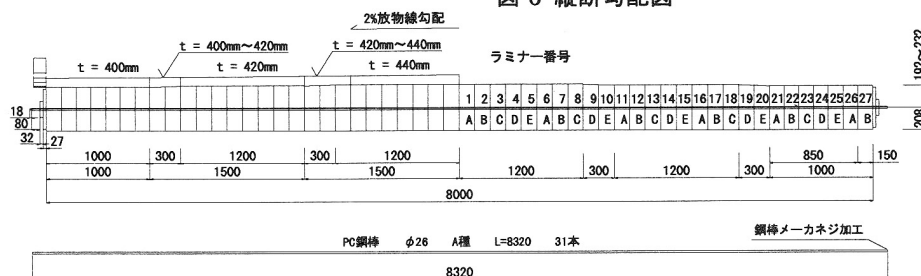 図 6 縦断勾配図
2%放物線勾配
t = 400mm～420mm
t = 420mm～440mm
ラミナー番号
t = 400mm
t = 420mm
t = 440mm
192～232
1 2 3 4 5 6 7 8 9 10 11 12 13 14 15 16 17 18 19 20 21 22 23 24 25 26 27
18
A B C D E A B C D E A B C D E A B C D E A B C D E A B
80
208
32 27
1000 300 1200 300 1200 850 150
1000 1500 1500 1200 300 1200 300 1000
8000
PC鋼棒 φ26 A種 L=8320 31本
鋼棒メーカネジ加工
8320